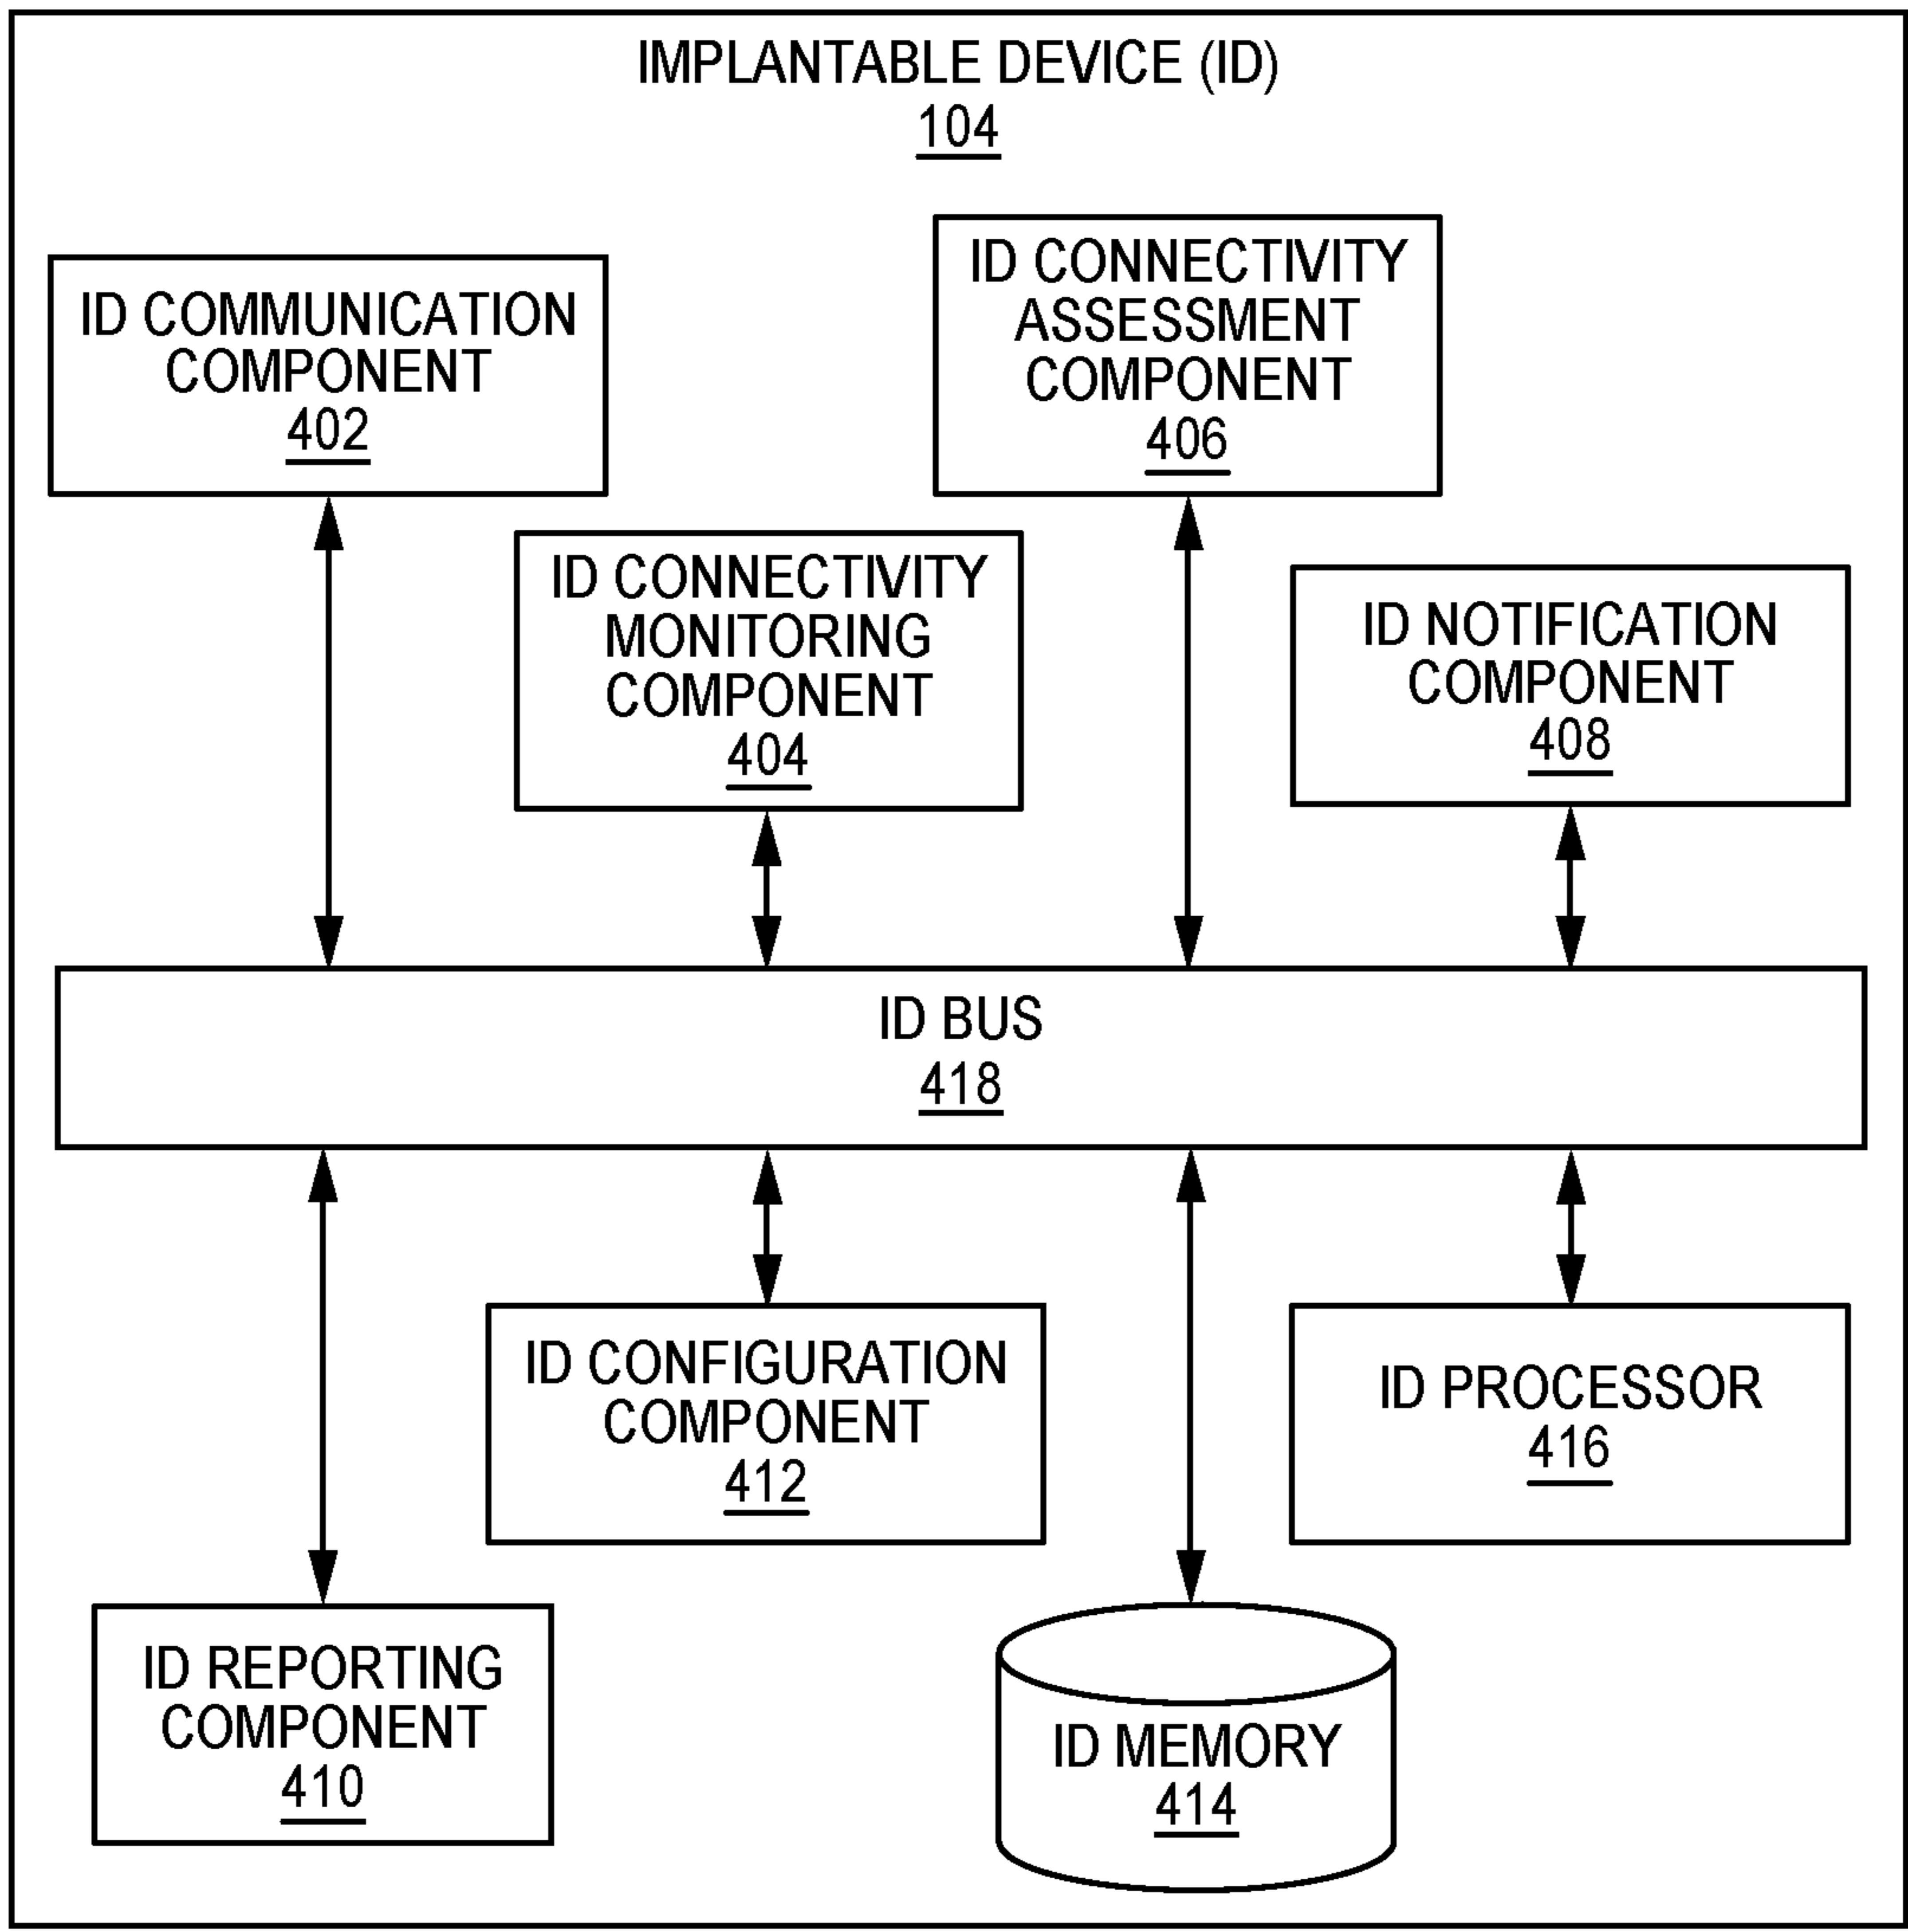 IMPLANTABLE DEVICE (ID)
104
ID COMMUNICATION
COMPONENT
402
ID CONNECTIVITY
ASSESSMENT
COMPONENT
406
ID CONNECTIVITY
MONITORING
COMPONENT
404
ID NOTIFICATION
COMPONENT
408
ID BUS
418
ID CONFIGURATION
COMPONENT
412
ID PROCESSOR
416
ID REPORTING
COMPONENT
410
ID MEMORY
414